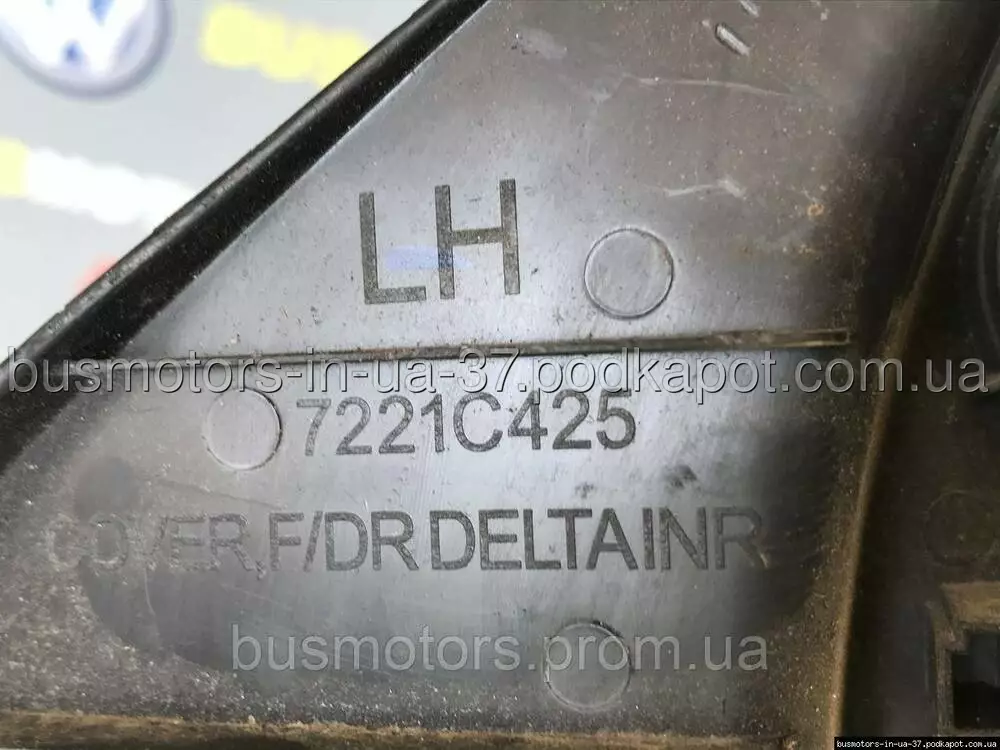 LH
busmotors-in-ua-37.podkapot.com.ua
7221C425
COVER,F/DR DELTAINR
busmotors.prom.ua
busmotors-in-ua-37.podkapot.com.ua